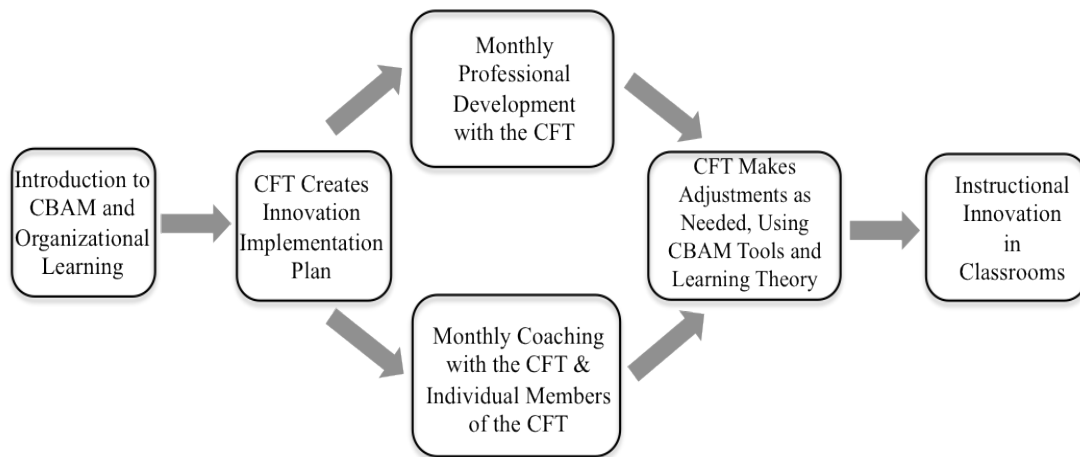 Introduction to
CBAM and
Organizational
Learning
CFT Creates
Innovation
Implementation
Plan
Monthly
Professional
Development
with the CFT
Monthly Coaching
with the CFT &
Individual Members
of the CFT
CFT Makes
Adjustments as
Needed, Using
CBAM Tools and
Learning Theory
Instructional
Innovation
in
Classrooms